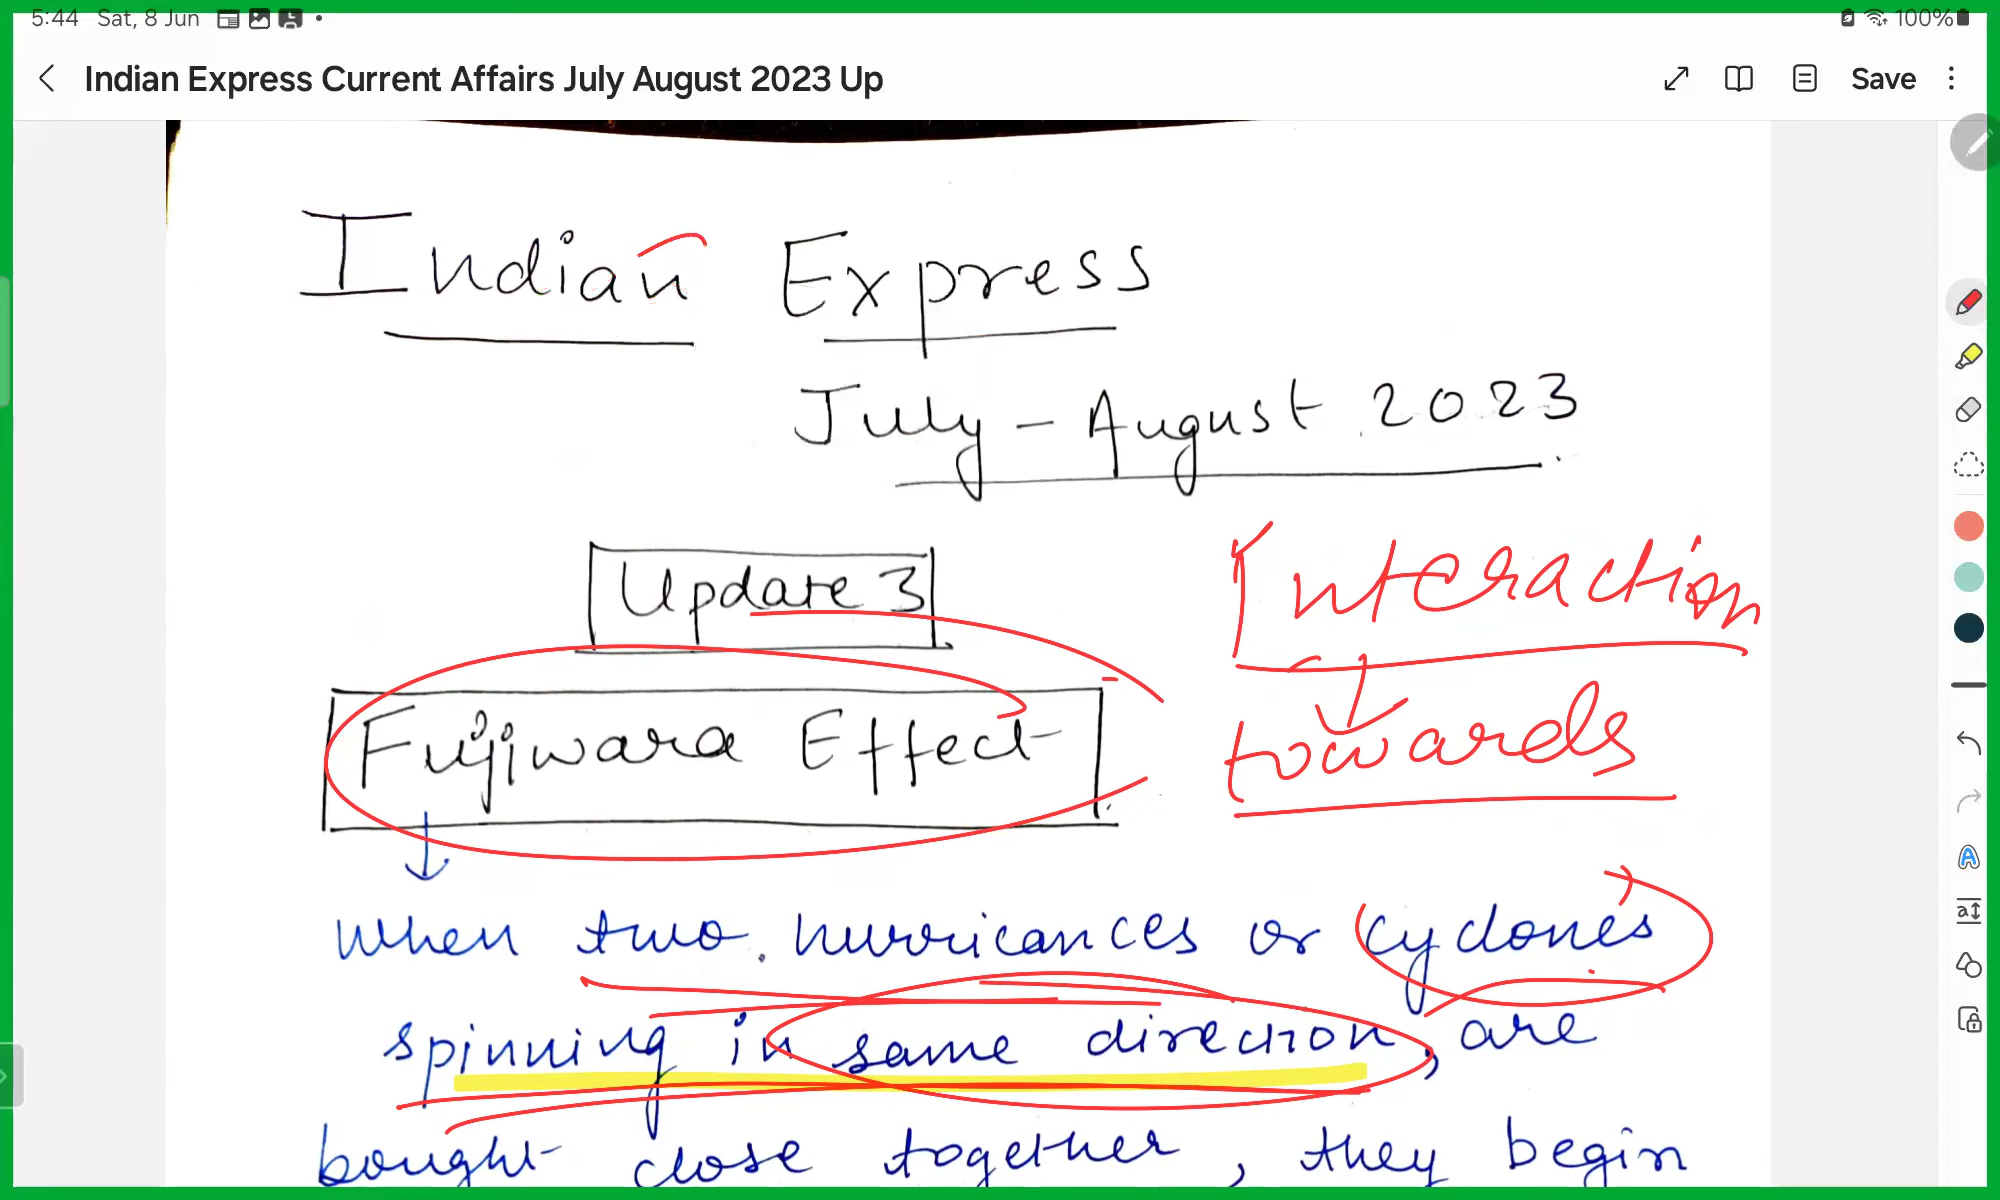 5:44 Sat, 8 Jun 100%
Indian Express Current Affairs July August 2023 Up
Save
Indian Express
July - August 2023
Update 3
Interaction
Fujiwara Effect
towards
when two hurricances or cyclones
spinning in same direction, are
bought close together, they begin